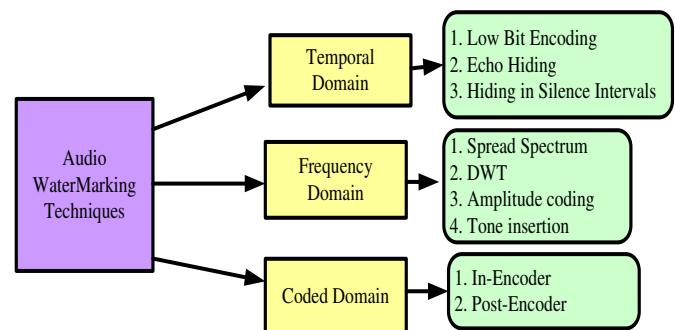 Audio
WaterMarking
Techniques
Temporal
Domain
1. Low Bit Encoding
2. Echo Hiding
3. Hiding in Silence Intervals
Frequency
Domain
1. Spread Spectrum
2. DWT
3. Amplitude coding
4. Tone insertion
Coded Domain
1. In-Encoder
2. Post-Encoder